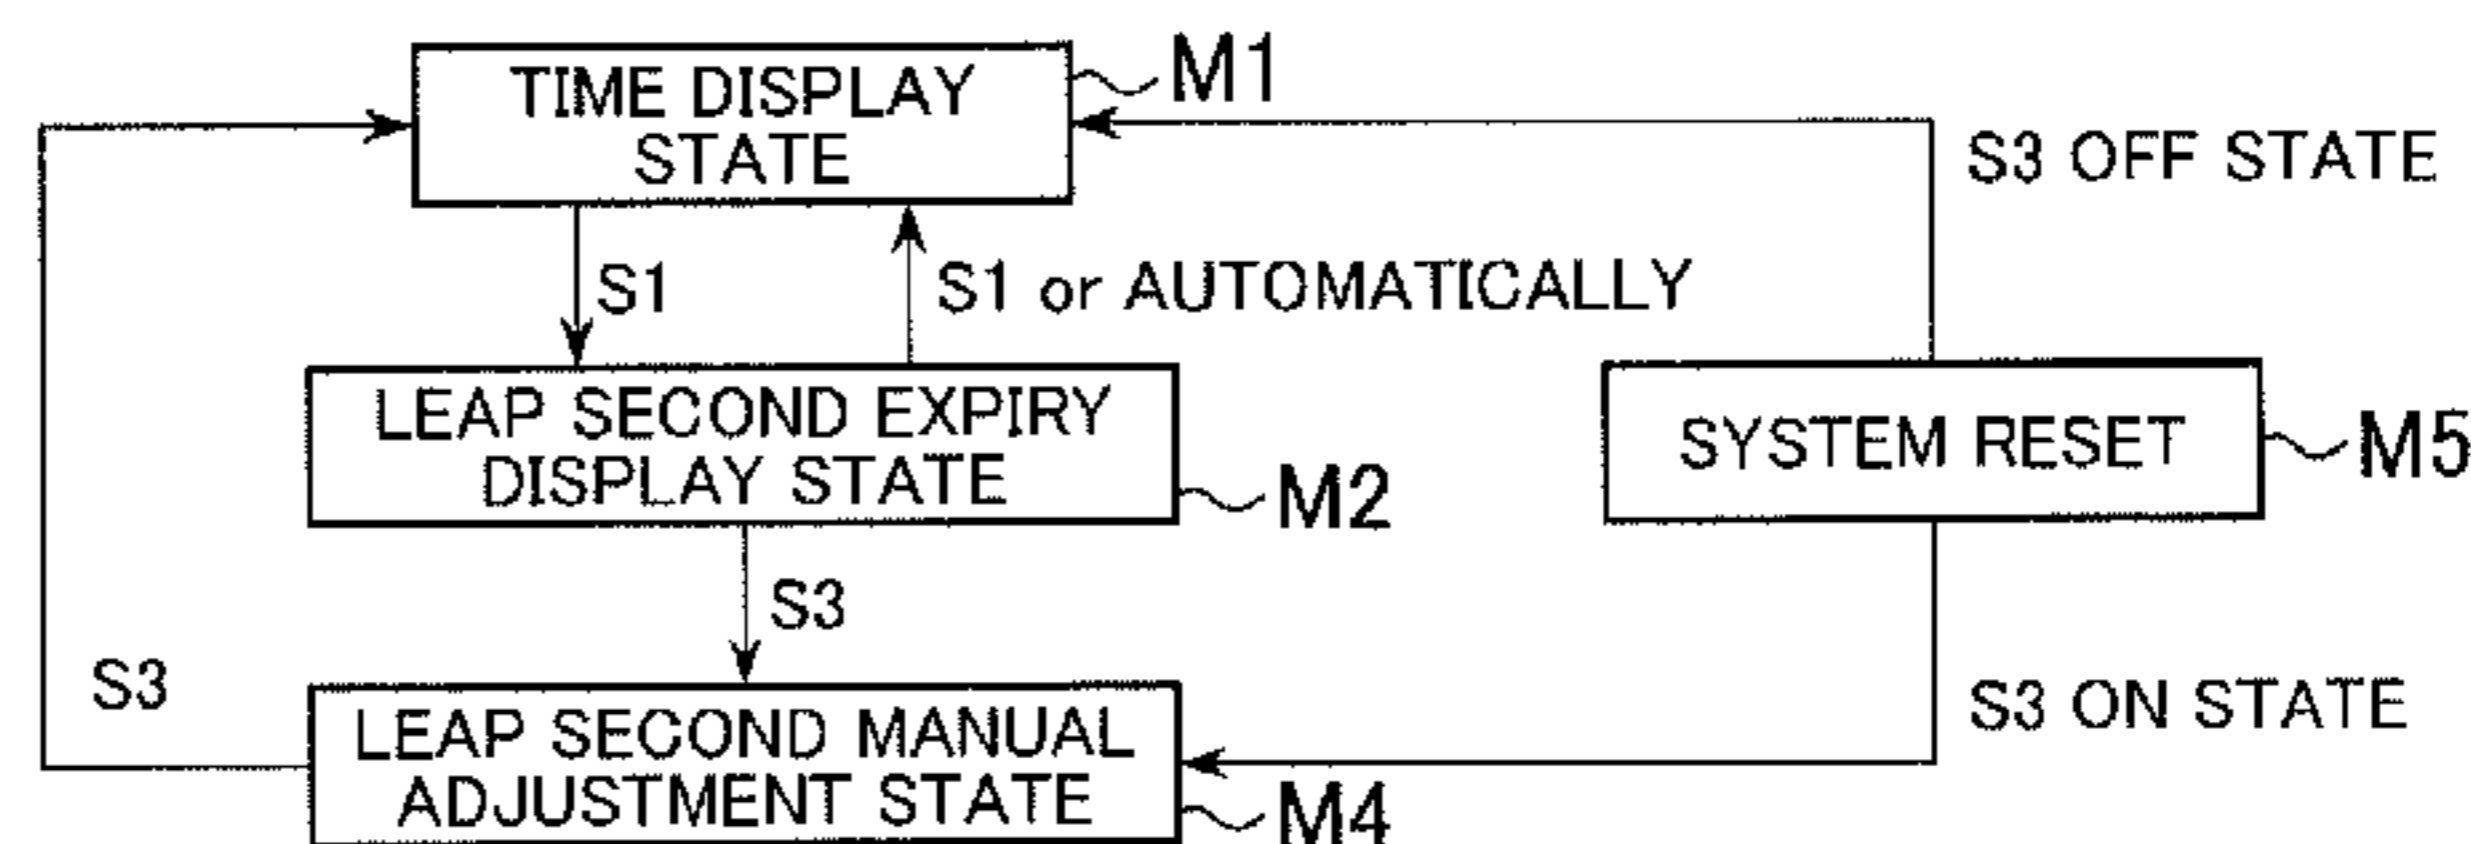 TIME DISPLAY
STATE
M1
S3 OFF STATE
S1
S1 or AUTOMATICALLY
LEAP SECOND EXPIRY
DISPLAY STATE
M2
SYSTEM RESET
M5
S3
S3
S3 ON STATE
LEAP SECOND MANUAL
ADJUSTMENT STATE
M4